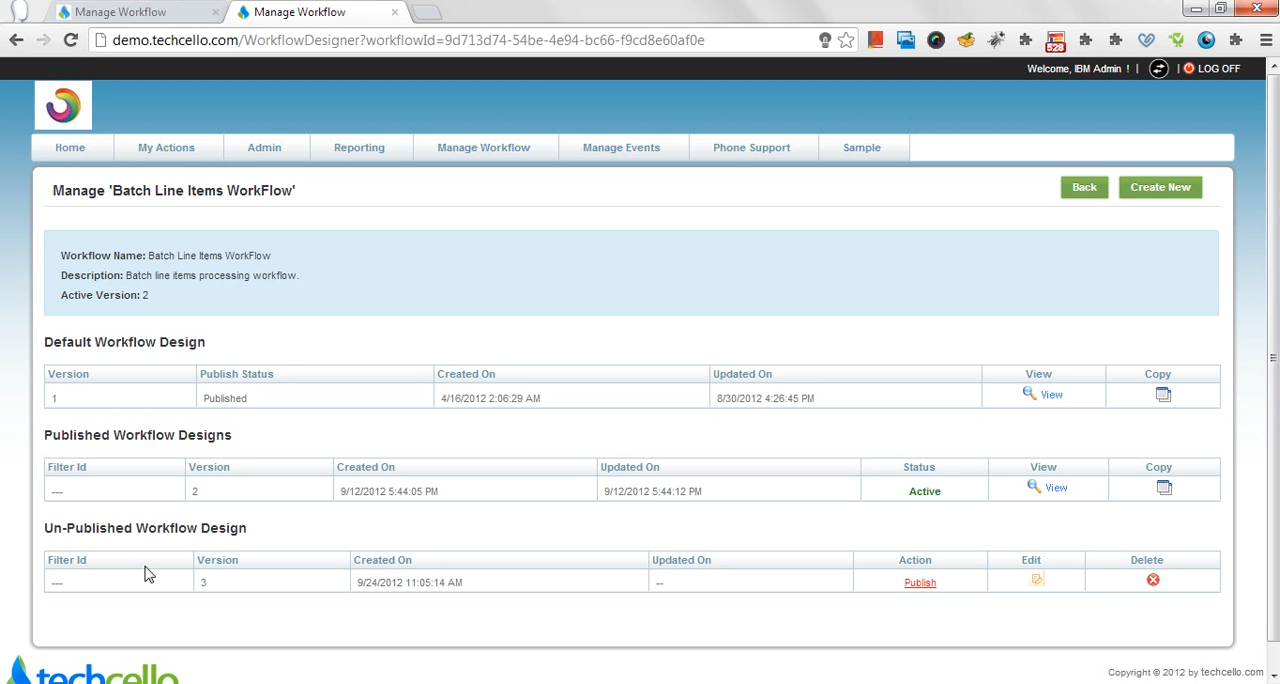 Manage Workflow
Manage Workflow
demo.techcello.com/WorkflowDesigner?workflowId=9d713d74-54be-4e94-bc66-f9cd8e60af0e
528
Welcome, IBM Admin ! | | LOG OFF
Home My Actions Admin Reporting Manage Workflow Manage Events Phone Support Sample
Manage 'Batch Line Items WorkFlow' Back Create New
Workflow Name: Batch Line Items WorkFlow
Description: Batch line items processing workflow.
Active Version: 2
Default Workflow Design
Version Publish Status Created On Updated On View Copy
1 Published 4/16/2012 2:06:29 AM 8/30/2012 4:26:45 PM View
Published Workflow Designs
Filter Id Version Created On Updated On Status View Copy
--- 2 9/12/2012 5:44:05 PM 9/12/2012 5:44:12 PM Active View
Un-Published Workflow Design
Filter Id Version Created On Updated On Action Edit Delete
--- 3 9/24/2012 11:05:14 AM -- Publish
techcello Copyright © 2012 by techcello.com